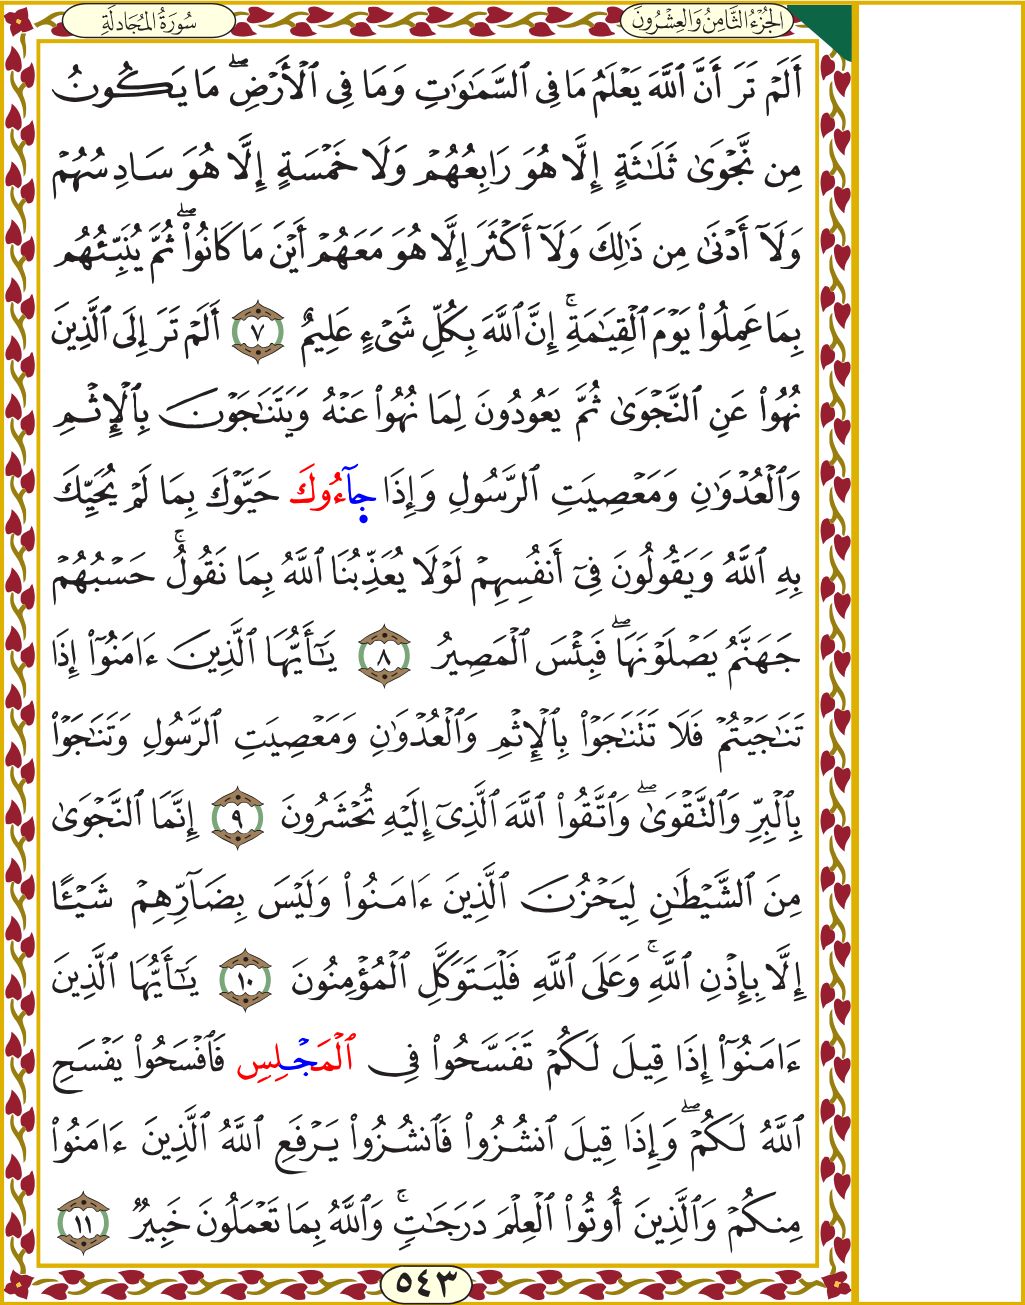 الجُزْءُ الثَّامِنُ وَالعِشْرُونَ
سُورَةُ المُجَادلَةِ
أَلَمْ تَرَ أَنَّ ٱللَّهَ يَعْلَمُ مَا فِى ٱلسَّمَـٰوَٰتِ وَمَا فِى ٱلْأَرْضِ ۖ مَا يَكُونُ
مِن نَّجْوَىٰ ثَلَـٰثَةٍ إِلَّا هُوَ رَابِعُهُمْ وَلَا خَمْسَةٍ إِلَّا هُوَ سَادِسُهُمْ
وَلَآ أَدْنَىٰ مِن ذَٰلِكَ وَلَآ أَكْثَرَ إِلَّا هُوَ مَعَهُمْ أَيْنَ مَا كَانُوا۟ ۖ ثُمَّ يُنَبِّئُهُم
بِمَا عَمِلُوا۟ يَوْمَ ٱلْقِيَـٰمَةِ ۚ إِنَّ ٱللَّهَ بِكُلِّ شَىْءٍ عَلِيمٌ ٧ أَلَمْ تَرَ إِلَى ٱلَّذِينَ
نُهُوا۟ عَنِ ٱلنَّجْوَىٰ ثُمَّ يَعُودُونَ لِمَا نُهُوا۟ عَنْهُ وَيَتَنَـٰجَوْنَ بِٱلْإِثْمِ
وَٱلْعُدْوَٰنِ وَمَعْصِيَتِ ٱلرَّسُولِ وَإِذَا جَآءُوكَ حَيَّوْكَ بِمَا لَمْ يُحَيِّكَ
بِهِ ٱللَّهُ وَيَقُولُونَ فِىٓ أَنفُسِهِمْ لَوْلَا يُعَذِّبُنَا ٱللَّهُ بِمَا نَقُولُ ۚ حَسْبُهُمْ
جَهَنَّمُ يَصْلَوْنَهَا ۖ فَبِئْسَ ٱلْمَصِيرُ ٨ يَـٰٓأَيُّهَا ٱلَّذِينَ ءَامَنُوٓا۟ إِذَا
تَنَـٰجَيْتُمْ فَلَا تَتَنَـٰجَوْا۟ بِٱلْإِثْمِ وَٱلْعُدْوَٰنِ وَمَعْصِيَتِ ٱلرَّسُولِ وَتَنَـٰجَوْا۟
بِٱلْبِرِّ وَٱلتَّقْوَىٰ ۖ وَٱتَّقُوا۟ ٱللَّهَ ٱلَّذِىٓ إِلَيْهِ تُحْشَرُونَ ٩ إِنَّمَا ٱلنَّجْوَىٰ
مِنَ ٱلشَّيْطَـٰنِ لِيَحْزُنَ ٱلَّذِينَ ءَامَنُوا۟ وَلَيْسَ بِضَآرِّهِمْ شَيْـًٔا
إِلَّا بِإِذْنِ ٱللَّهِ ۚ وَعَلَى ٱللَّهِ فَلْيَتَوَكَّلِ ٱلْمُؤْمِنُونَ ١٠ يَـٰٓأَيُّهَا ٱلَّذِينَ
ءَامَنُوٓا۟ إِذَا قِيلَ لَكُمْ تَفَسَّحُوا۟ فِى ٱلْمَجْلِسِ فَٱفْسَحُوا۟ يَفْسَحِ
ٱللَّهُ لَكُمْ ۖ وَإِذَا قِيلَ ٱنشُزُوا۟ فَٱنشُزُوا۟ يَرْفَعِ ٱللَّهُ ٱلَّذِينَ ءَامَنُوا۟
مِنكُمْ وَٱلَّذِينَ أُوتُوا۟ ٱلْعِلْمَ دَرَجَـٰتٍ ۚ وَٱللَّهُ بِمَا تَعْمَلُونَ خَبِيرٌ ١١
٥٤٣